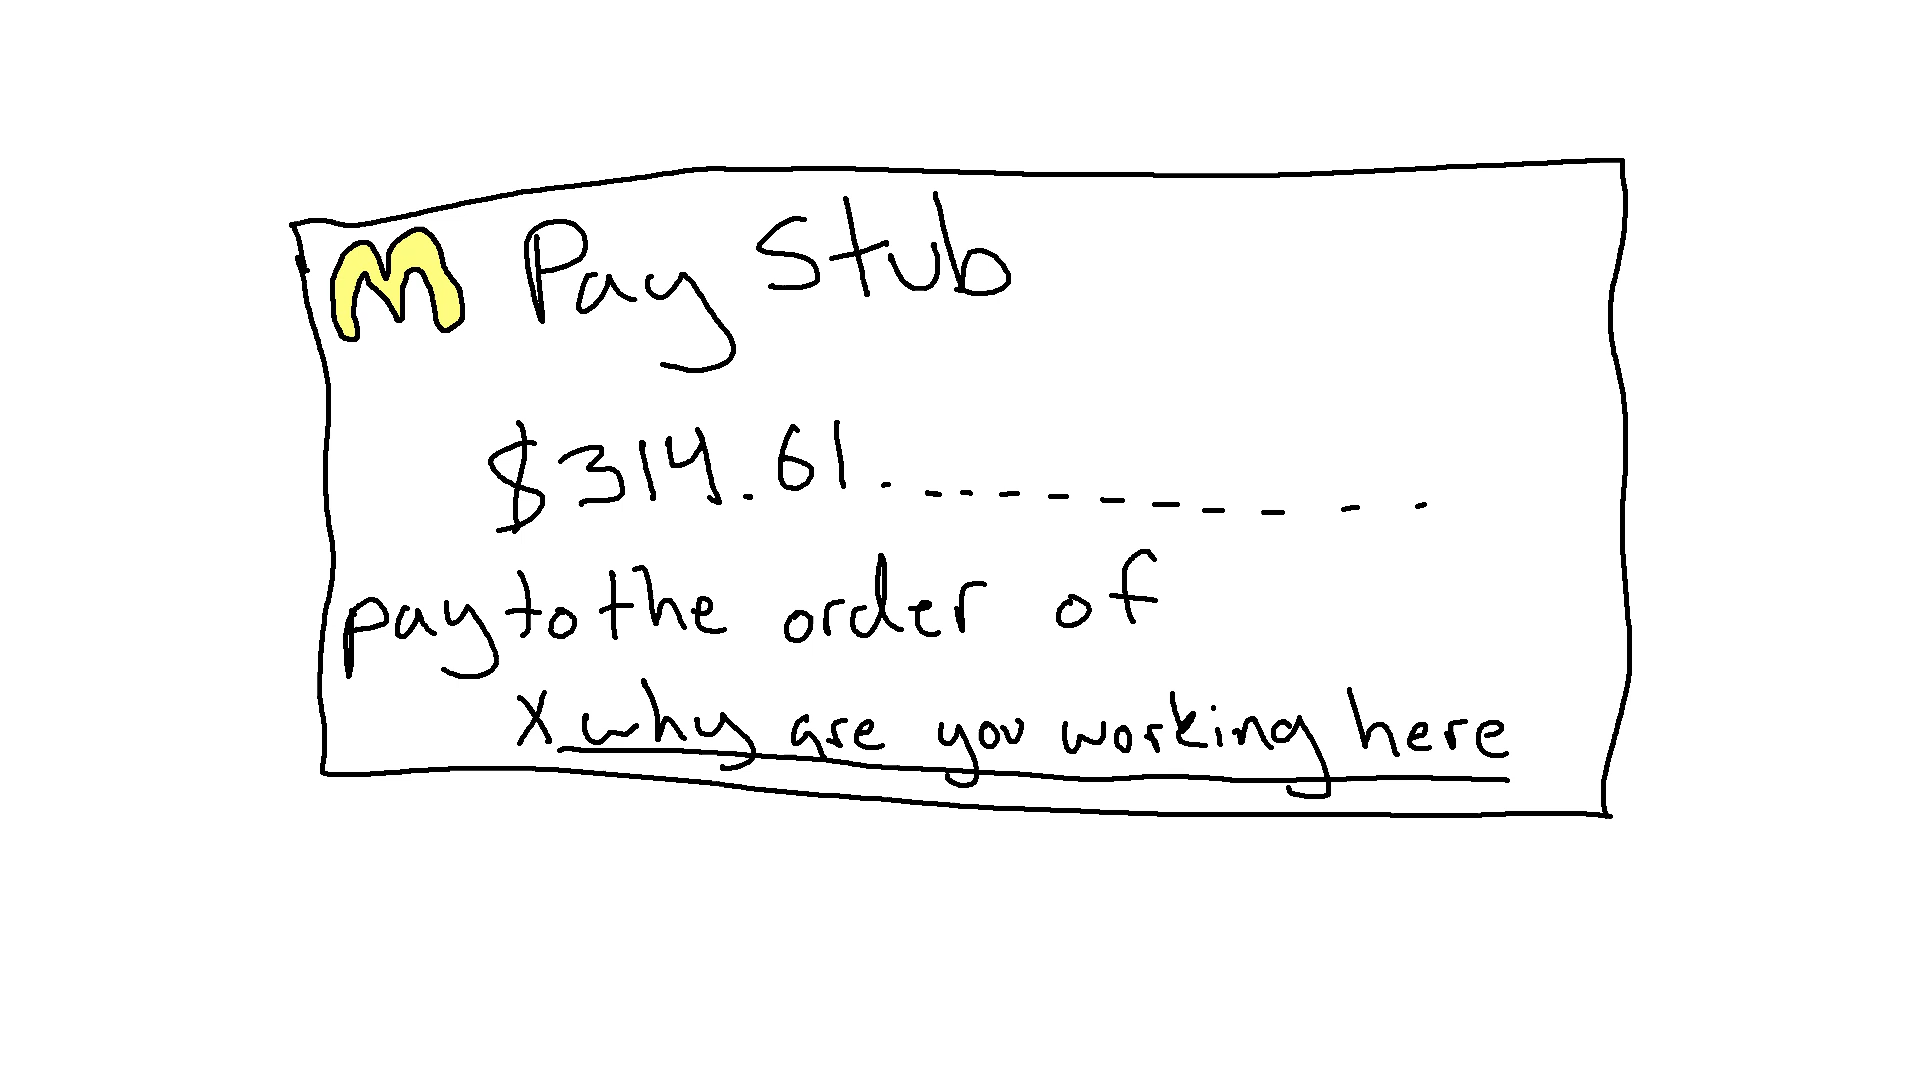 M Pay Stub
$314.61. - - - - - - - - - - -
pay to the order of
X why are you working here